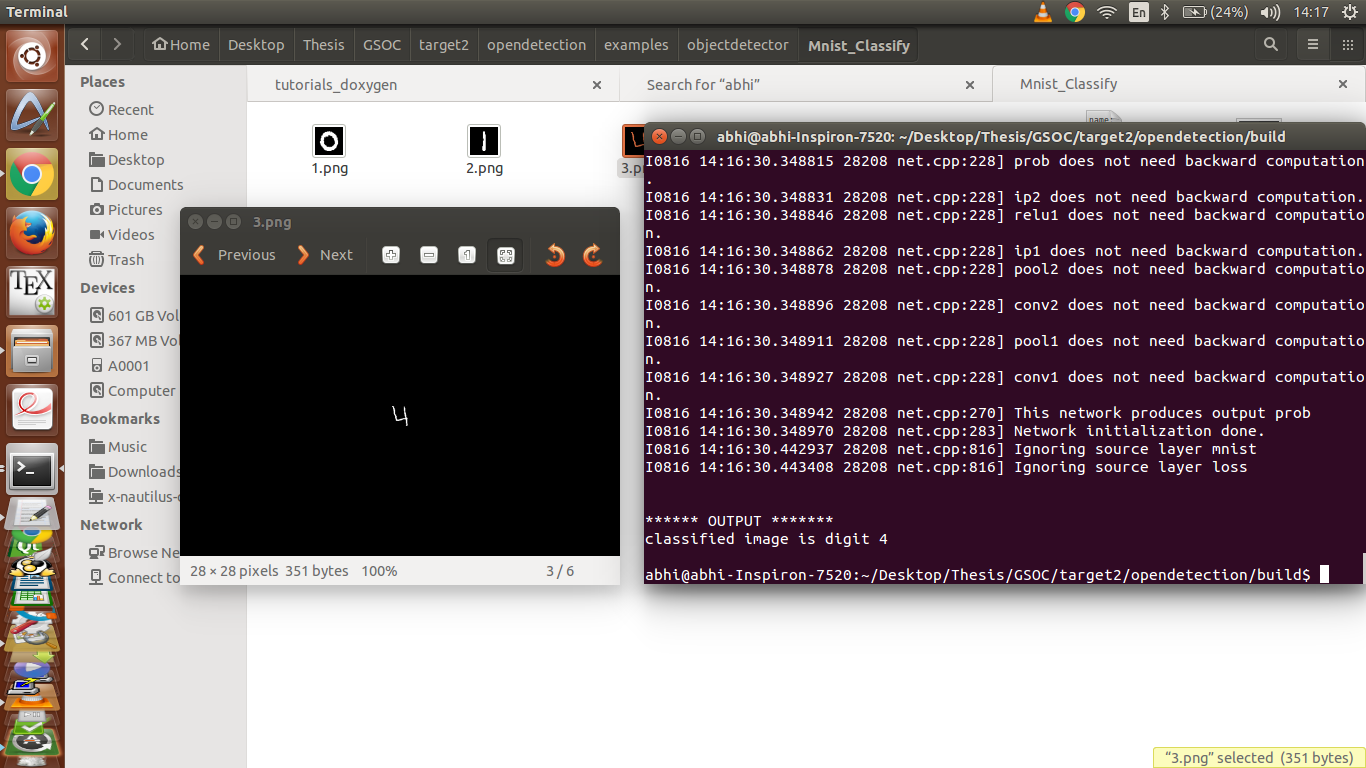 Terminal
En
(24%)
14:17
Home
Desktop
Thesis
GSOC
target2
opendetection
examples
objectdetector
Mnist_Classify
Places
Recent
Home
Desktop
Documents
Pictures
Videos
Trash
Devices
601 GB Vol
367 MB Vol
A0001
Computer
Bookmarks
Music
Downloads
Network
Browse Ne
Connect to
tutorials_doxygen
Search for “abhi”
Mnist_Classify
1.png
2.png
3.png
Previous
Next
4
28 × 28 pixels 351 bytes 100%
3 / 6
abhi@abhi-Inspiron-7520: ~/Desktop/Thesis/GSOC/target2/opendetection/build
I0816 14:16:30.348815 28208 net.cpp:228] prob does not need backward computation
.
I0816 14:16:30.348831 28208 net.cpp:228] ip2 does not need backward computation.
I0816 14:16:30.348846 28208 net.cpp:228] relu1 does not need backward computatio
n.
I0816 14:16:30.348862 28208 net.cpp:228] ip1 does not need backward computation.
I0816 14:16:30.348878 28208 net.cpp:228] pool2 does not need backward computatio
n.
I0816 14:16:30.348896 28208 net.cpp:228] conv2 does not need backward computatio
n.
I0816 14:16:30.348911 28208 net.cpp:228] pool1 does not need backward computatio
n.
I0816 14:16:30.348927 28208 net.cpp:228] conv1 does not need backward computatio
n.
I0816 14:16:30.348942 28208 net.cpp:270] This network produces output prob
I0816 14:16:30.348970 28208 net.cpp:283] Network initialization done.
I0816 14:16:30.442937 28208 net.cpp:816] Ignoring source layer mnist
I0816 14:16:30.443408 28208 net.cpp:816] Ignoring source layer loss
****** OUTPUT *******
classified image is digit 4
abhi@abhi-Inspiron-7520:~/Desktop/Thesis/GSOC/target2/opendetection/build$
“3.png” selected (351 bytes)